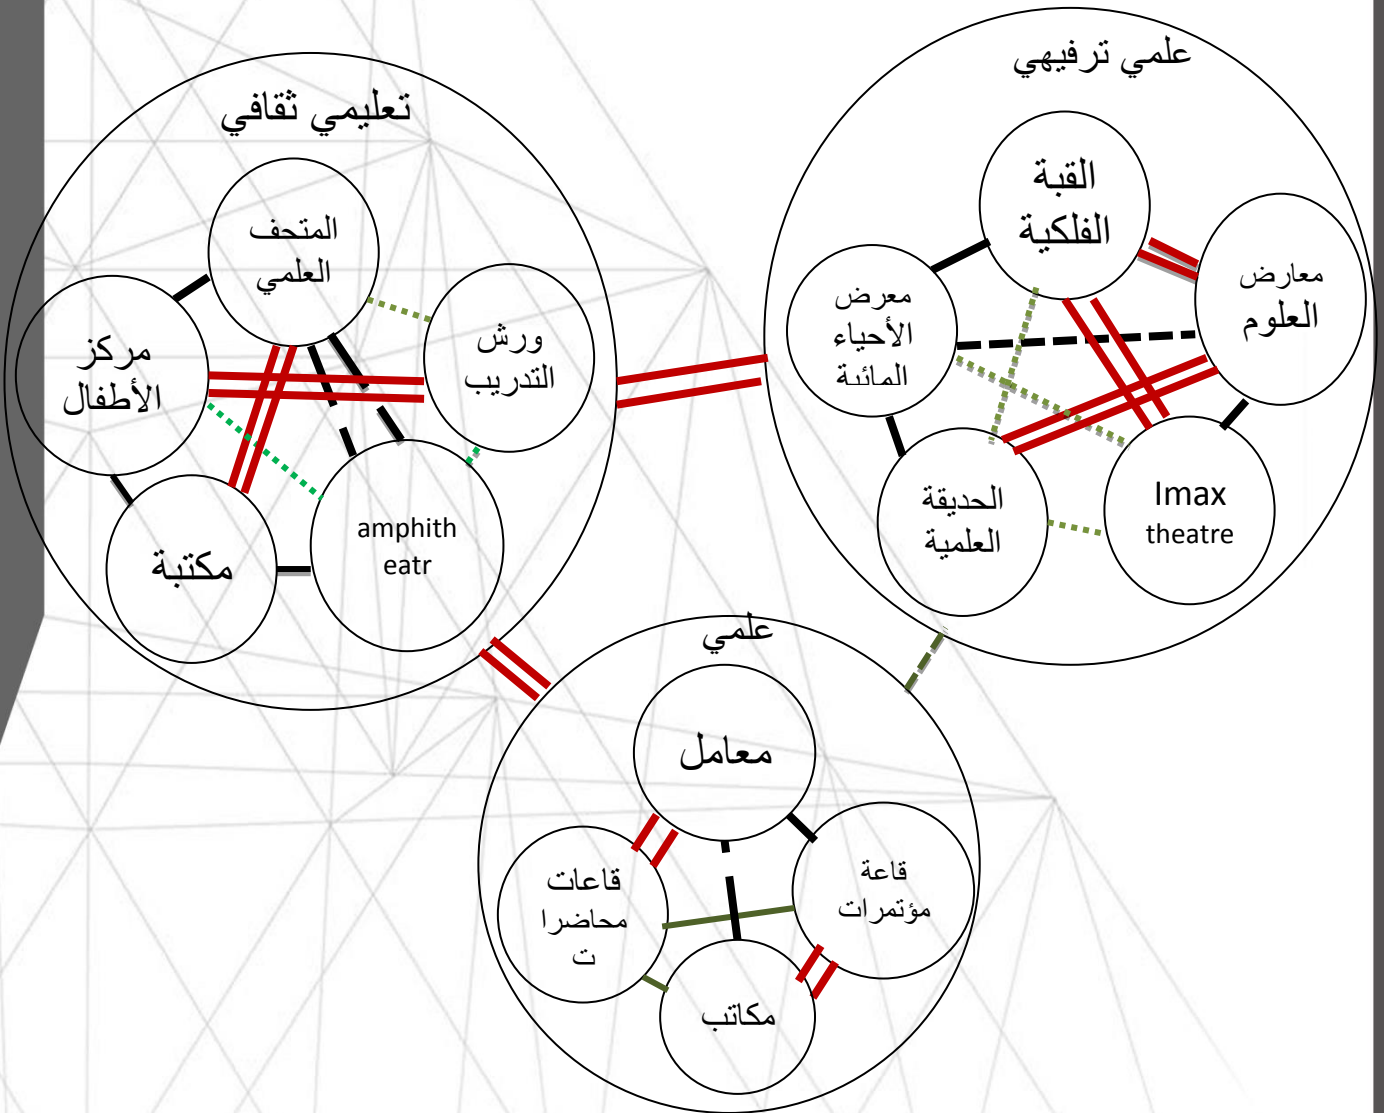 علمي ترفيهي
القبة
الفلكية
معارض
العلوم
معرض
الأحياء
المائية
الحديقة
العلمية
Imax
theatre
تعليمي ثقافي
المتحف
العلمي
ورش
التدريب
مركز
الأطفال
مكتبة
amphith
eatr
علمي
معامل
قاعة
مؤتمرات
قاعات
محاضرا
ت
مكاتب